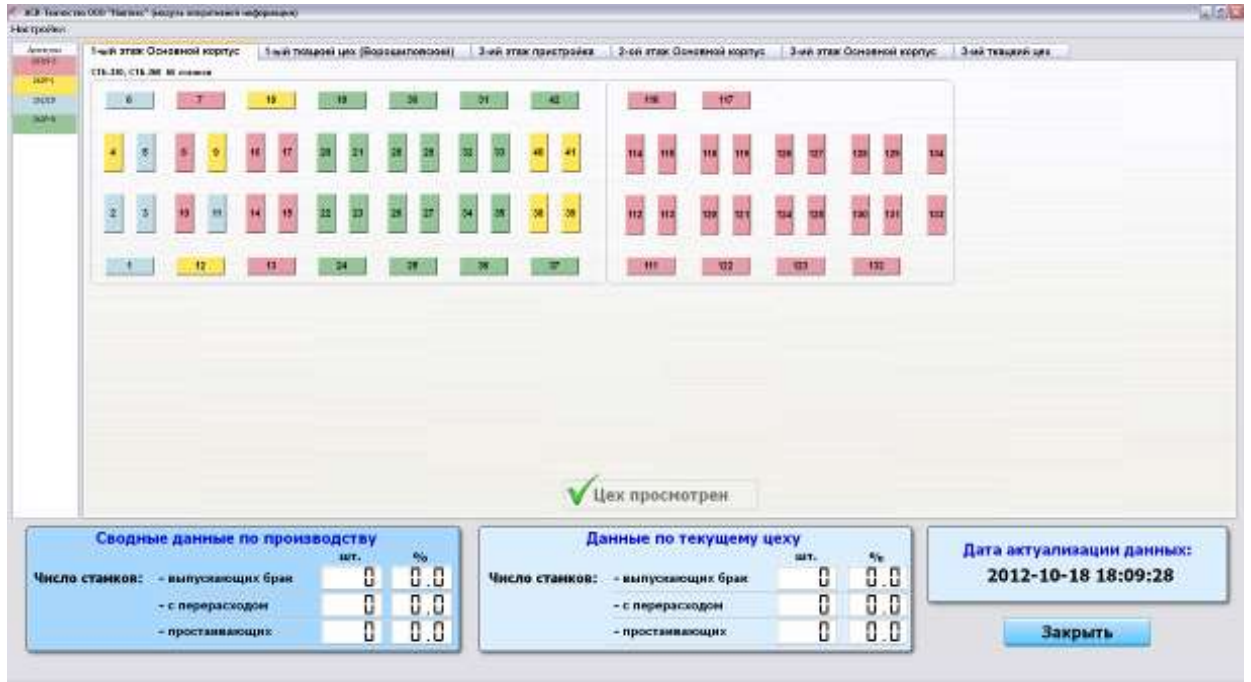 Настройки
1-ый этаж Основной корпус 1-ый ткацкий цех (Ворошиловский) 3-ий этаж пристройка 2-ой этаж Основной корпус 3-ий этаж Основной корпус 3-ий ткацкий цех
6 7 18 19 30 31 42 116 117
4 5 8 9 16 17 20 21 28 29 32 33 40 41 114 115 118 119 126 127 128 129 134
2 3 10 11 14 15 22 23 26 27 34 35 38 39 112 113 120 121 124 125 130 131 133
1 12 13 24 25 36 37 111 122 123 132
Цех просмотрен
Сводные данные по производству
шт. %
Число станков: - выпускающих брак 0 0.0
- с перерасходом 0 0.0
- простаивающих 0 0.0
Данные по текущему цеху
шт. %
Число станков: - выпускающих брак 0 0.0
- с перерасходом 0 0.0
- простаивающих 0 0.0
Дата актуализации данных:
2012-10-18 18:09:28
Закрыть